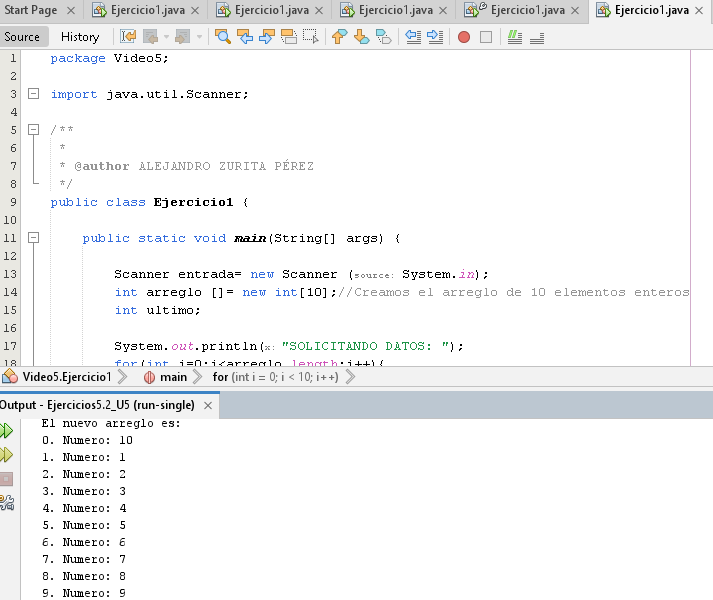 Start Page Ejercicio1.java Ejercicio1.java Ejercicio1.java Ejercicio1.java Ejercicio1.java
Source History
1 package Video5;
2
3 import java.util.Scanner;
4
5 /**
6 *
7 * @author ALEJANDRO ZURITA PÉREZ
8 */
9 public class Ejercicio1 {
10
11 public static void main(String[] args) {
12
13 Scanner entrada= new Scanner (source: System.in);
14 int arreglo []= new int[10];//Creamos el arreglo de 10 elementos enteros
15 int ultimo;
16
17 System.out.println(x: "SOLICITANDO DATOS: ");
18 for(int i=0;i<arreglo.length;i++){
Video5.Ejercicio1 main for (int i = 0; i < 10; i++)
Output - Ejercicios5.2_U5 (run-single)
El nuevo arreglo es:
0. Numero: 10
1. Numero: 1
2. Numero: 2
3. Numero: 3
4. Numero: 4
5. Numero: 5
6. Numero: 6
7. Numero: 7
8. Numero: 8
9. Numero: 9